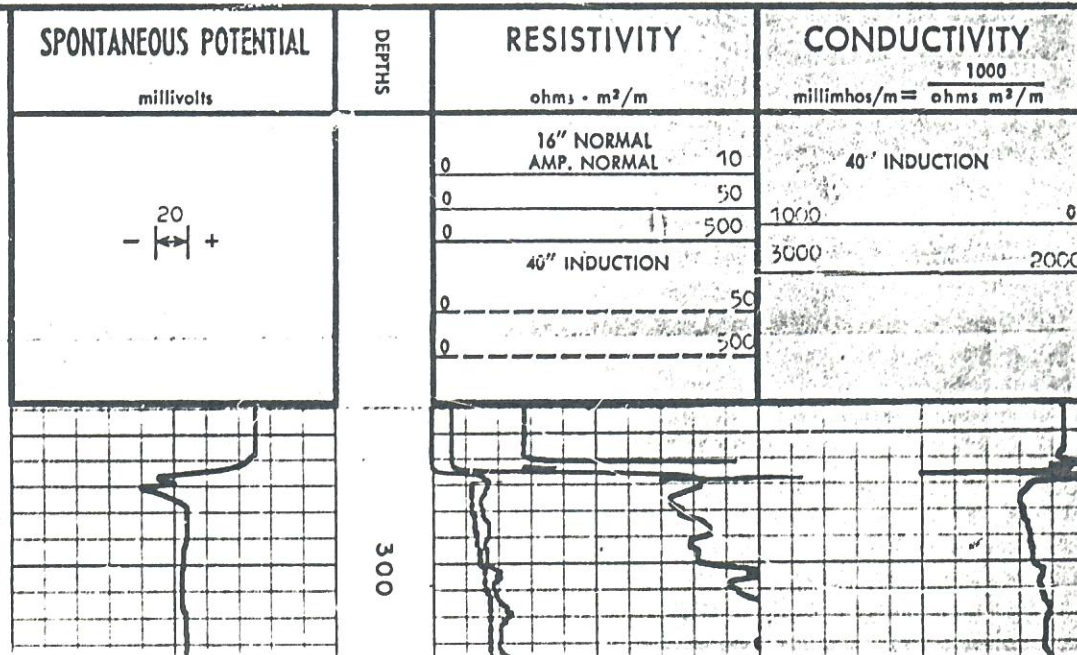 SPONTANEOUS POTENTIAL
millivolts
- 20 +
DEPTHS
RESISTIVITY
ohms · m²/m
16" NORMAL
AMP. NORMAL
0 10
0 50
0 500
40" INDUCTION
0 50
0 500
CONDUCTIVITY
millimhos/m = 1000
ohms m²/m
40" INDUCTION
1000 0
3000 2000
300